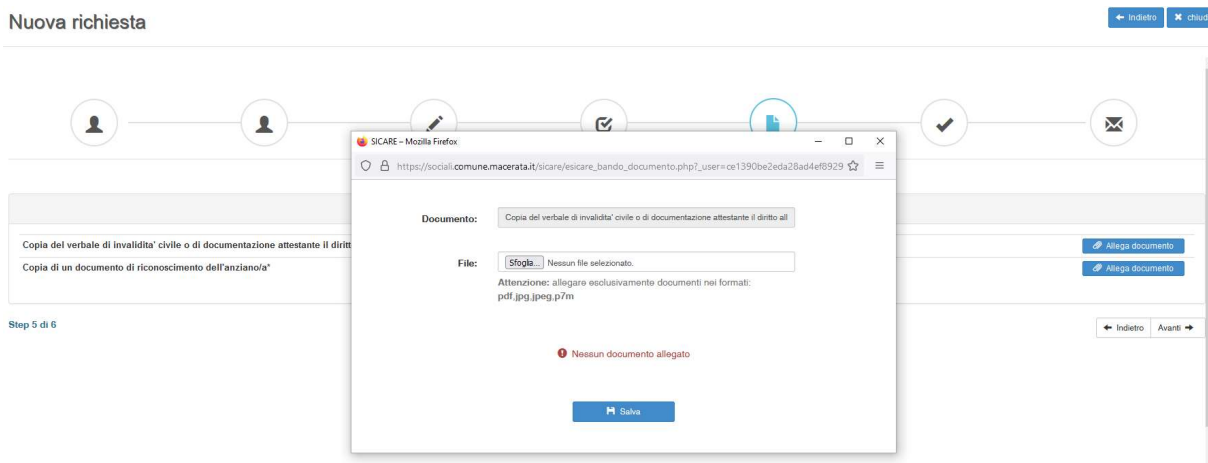 Nuova richiesta
Indietro
chiud
SICARE – Mozilla Firefox
https://sociali.comune.macerata.it/sicare/esicare_bando_documento.php?_user=ce1390be2eda28ad4ef8929
Documento: Copia del verbale di invalidita' civile o di documentazione attestante il diritto all
Copia del verbale di invalidita' civile o di documentazione attestante il diritt
Allega documento
File: Sfoglia... Nessun file selezionato.
Copia di un documento di riconoscimento dell'anziano/a*
Allega documento
Attenzione: allegare esclusivamente documenti nei formati:
pdf,jpg,jpeg,p7m
Step 5 di 6
Indietro
Avanti
Nessun documento allegato
Salva